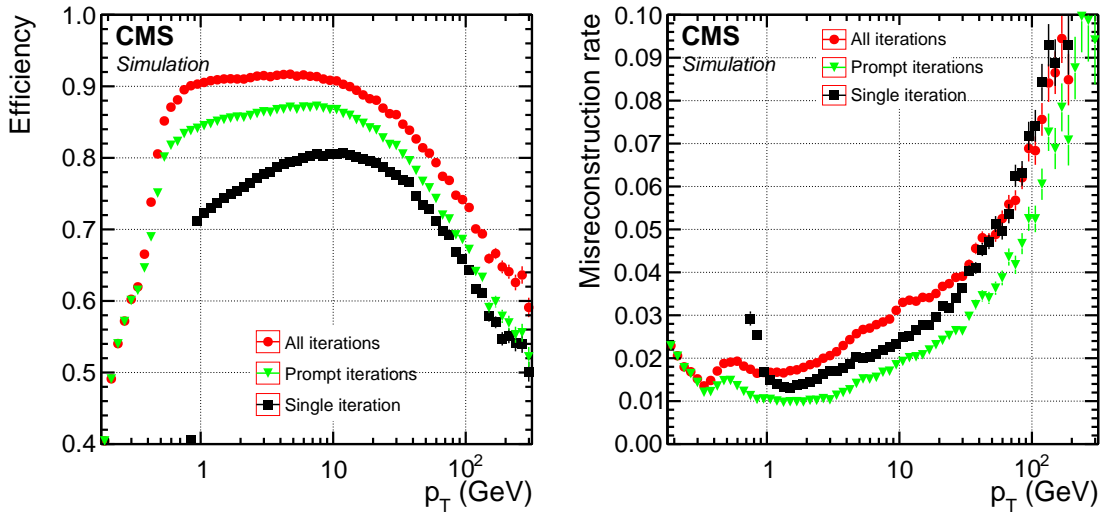 Efficiency
1.0
0.9
0.8
0.7
0.6
0.5
0.4
CMS
Simulation
All iterations
Prompt iterations
Single iteration
1
10
10²
p_T (GeV)
Misreconstruction rate
0.10
0.09
0.08
0.07
0.06
0.05
0.04
0.03
0.02
0.01
0.00
CMS
Simulation
All iterations
Prompt iterations
Single iteration
1
10
10²
p_T (GeV)